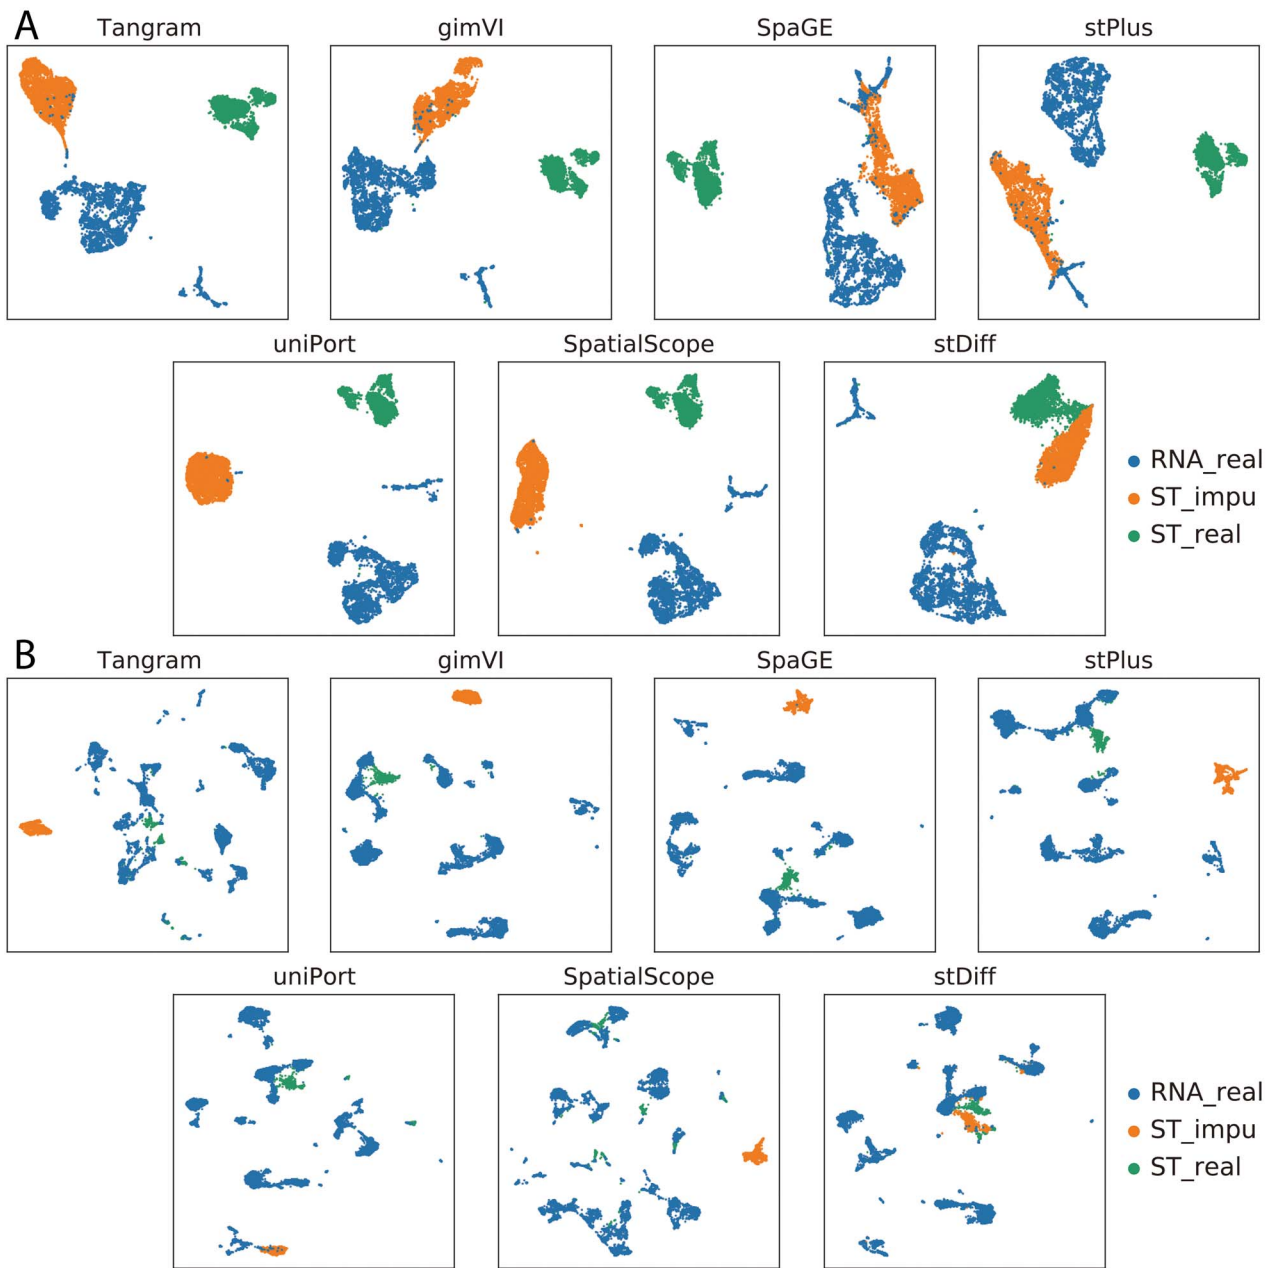 A
Tangram
gimVI
SpaGE
stPlus
uniPort
SpatialScope
stDiff
RNA_real
ST_impu
ST_real
B
Tangram
gimVI
SpaGE
stPlus
uniPort
SpatialScope
stDiff
RNA_real
ST_impu
ST_real